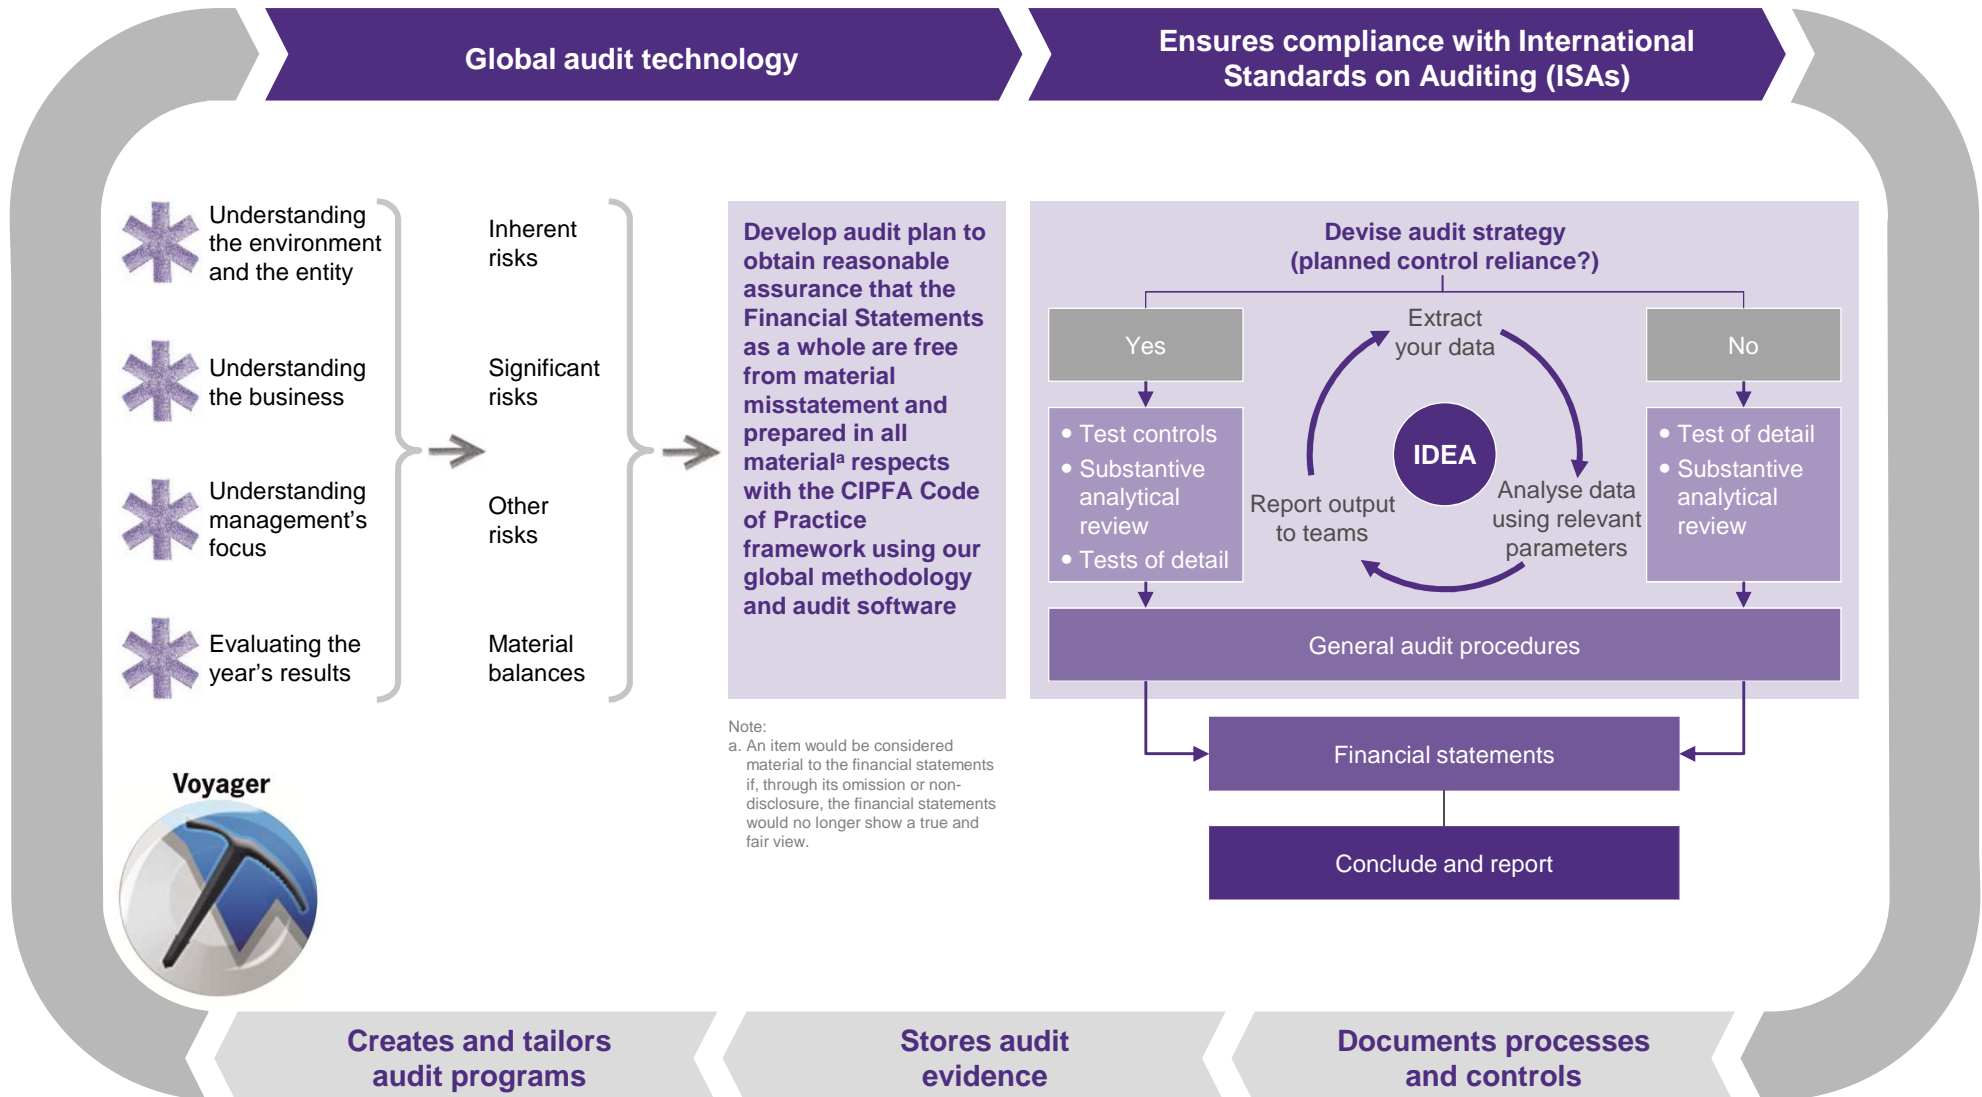 Global audit technology
Ensures compliance with International
Standards on Auditing (ISAs)
Understanding
the environment
and the entity
Understanding
the business
Understanding
management’s
focus
Evaluating the
year’s results
Inherent
risks
Significant
risks
Other
risks
Material
balances
Develop audit plan to
obtain reasonable
assurance that the
Financial Statements
as a whole are free
from material
misstatement and
prepared in all
materialᵃ respects
with the CIPFA Code
of Practice
framework using our
global methodology
and audit software
Note:
a. An item would be considered
material to the financial statements
if, through its omission or non-
disclosure, the financial statements
would no longer show a true and
fair view.
Devise audit strategy
(planned control reliance?)
Yes
• Test controls
• Substantive
analytical
review
• Tests of detail
Extract
your data
IDEA
Analyse data
using relevant
parameters
Report output
to teams
No
• Test of detail
• Substantive
analytical
review
General audit procedures
Financial statements
Conclude and report
Voyager
Creates and tailors
audit programs
Stores audit
evidence
Documents processes
and controls